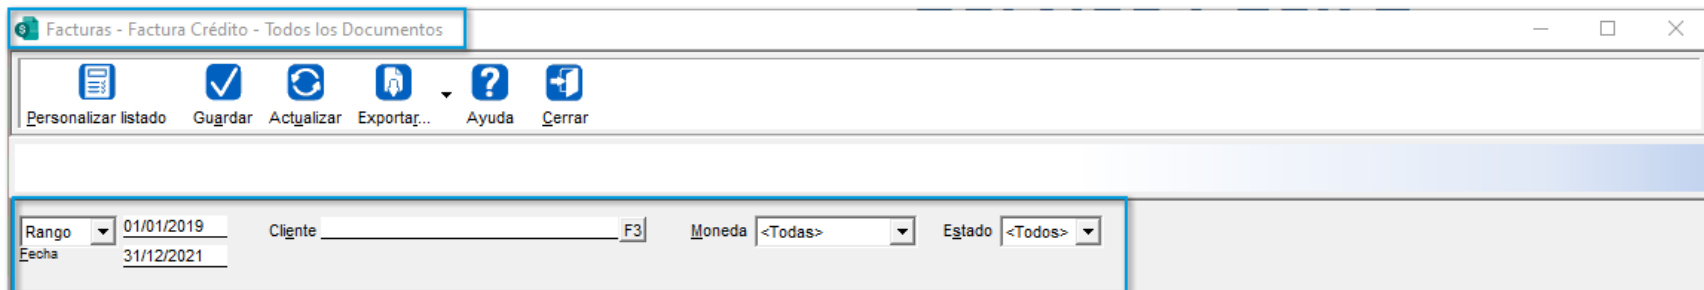 Facturas - Factura Crédito - Todos los Documentos
Personalizar listado Guardar Actualizar Exportar... Ayuda Cerrar
Rango 01/01/2019 Cliente F3 Moneda <Todas> Estado <Todos>
Fecha 31/12/2021